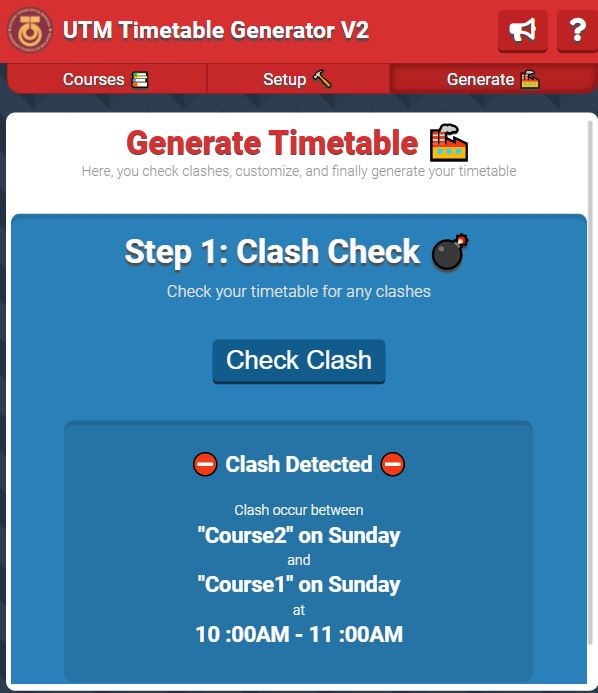 UTM Timetable Generator V2
?
Courses
Setup
Generate
Generate Timetable
Here, you check clashes, customize, and finally generate your timetable
Step 1: Clash Check
Check your timetable for any clashes
Check Clash
Clash Detected
Clash occur between
"Course2" on Sunday
and
"Course1" on Sunday
at
10 :00AM - 11 :00AM